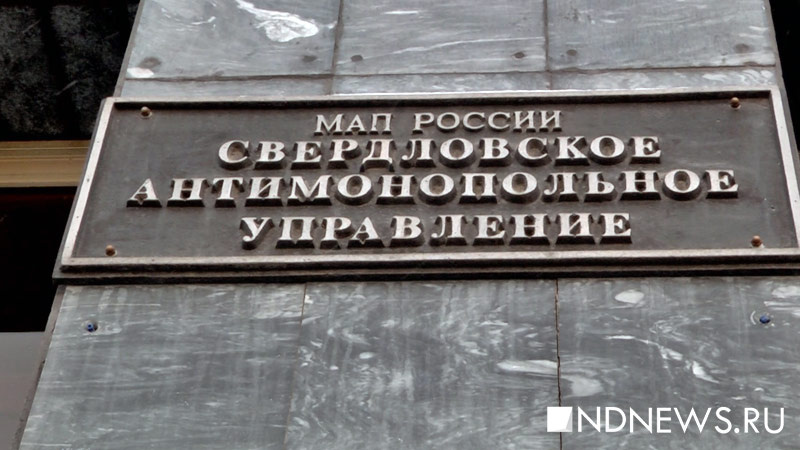 МАП РОССИИ
СВЕРДЛОВСКОЕ
АНТИМОНОПОЛЬНОЕ
УПРАВЛЕНИЕ
NDNEWS.RU